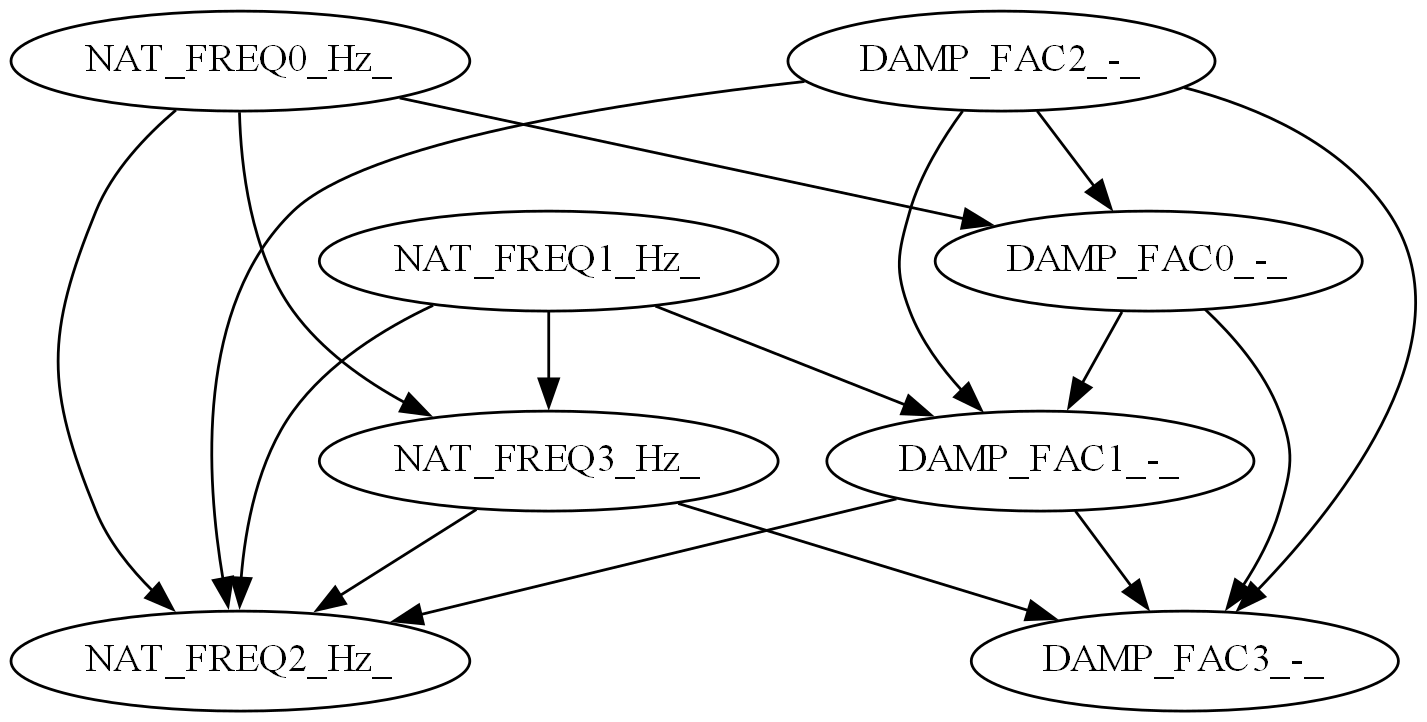 NAT_FREQ0_Hz_
DAMP_FAC2_-_
NAT_FREQ1_Hz_
DAMP_FAC0_-_
NAT_FREQ3_Hz_
DAMP_FAC1_-_
NAT_FREQ2_Hz_
DAMP_FAC3_-_